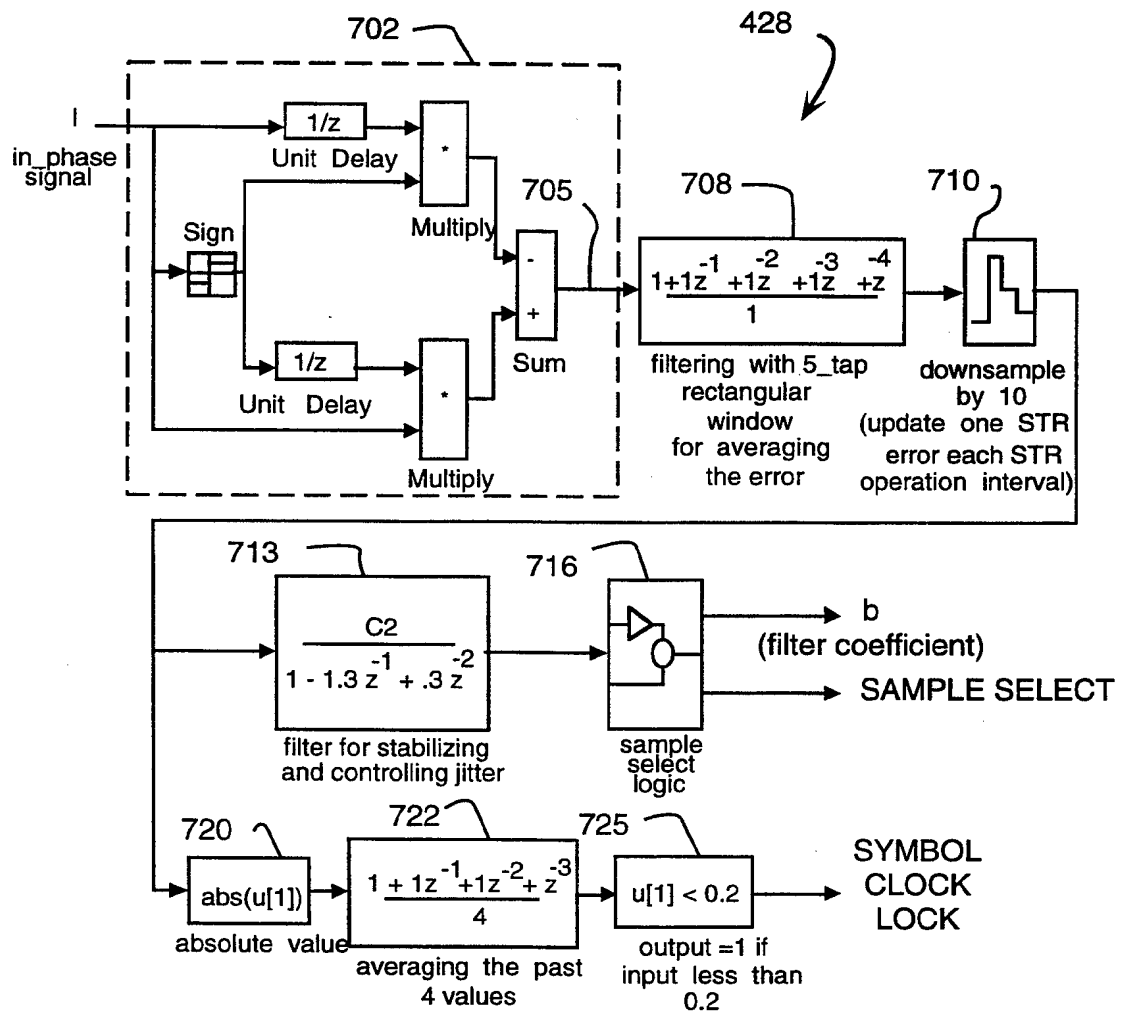 702
428
I
in_phase
signal
1/z
Unit Delay
*
Multiply
Sign
705
-
+
Sum
1/z
Unit Delay
*
Multiply
708
1+1z^-1 +1z^-2 +1z^-3 +z^-4
1
filtering with 5_tap
rectangular
window
for averaging
the error
710
downsample
by 10
(update one STR
error each STR
operation interval)
713
C2
1 - 1.3 z^-1 + .3 z^-2
filter for stabilizing
and controlling jitter
716
sample
select
logic
b
(filter coefficient)
SAMPLE SELECT
720
abs(u[1])
absolute value
722
1 + 1z^-1+1z^-2+ z^-3
4
averaging the past
4 values
725
u[1] < 0.2
output =1 if
input less than
0.2
SYMBOL
CLOCK
LOCK